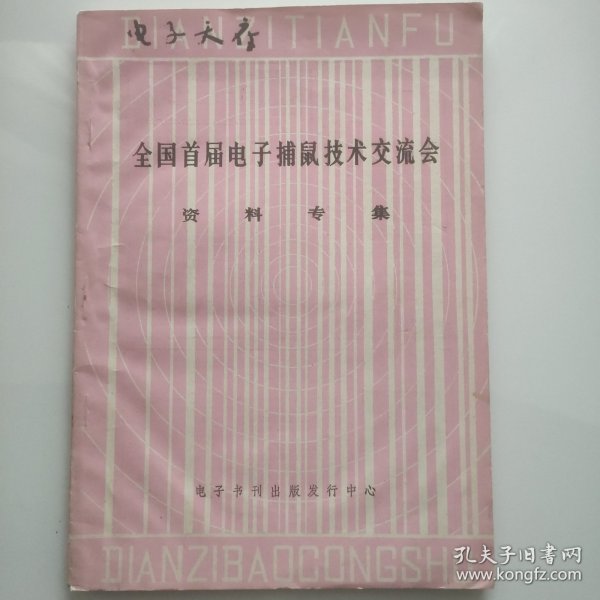 DIANZITIANFU
电子天府
全国首届电子捕鼠技术交流会
资料专集
电子书刊出版发行中心
DIANZIBAOCONGSHU
孔夫子旧书网
www.kongfz.com